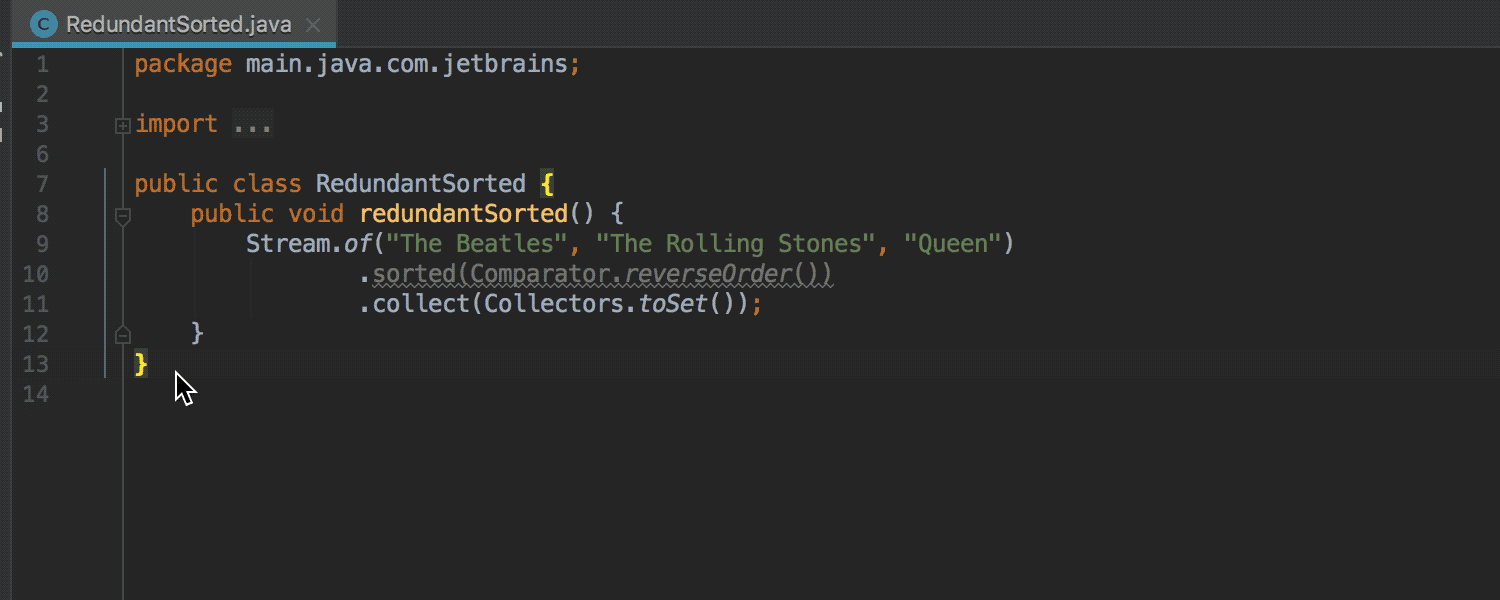 C RedundantSorted.java
1 package main.java.com.jetbrains;
2
3 import ...
6
7 public class RedundantSorted {
8     public void redundantSorted() {
9         Stream.of("The Beatles", "The Rolling Stones", "Queen")
10                 .sorted(Comparator.reverseOrder())
11                 .collect(Collectors.toSet());
12     }
13 }
14